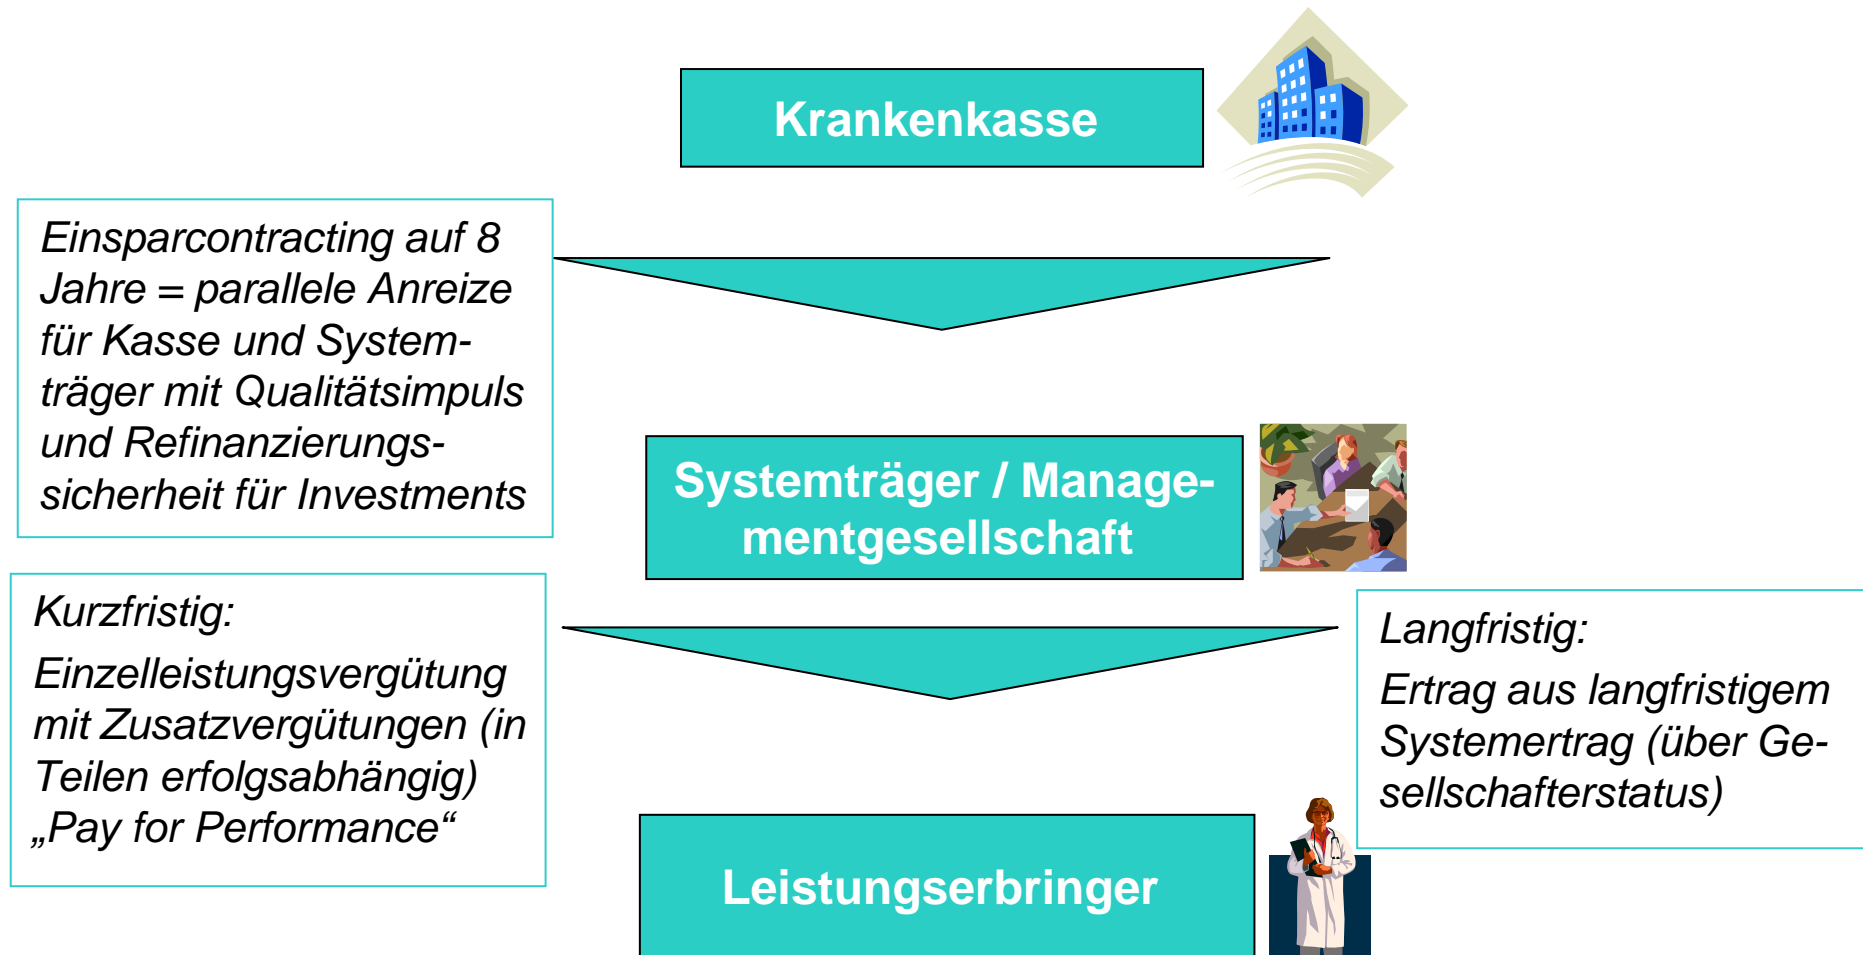 Krankenkasse
Einsparcontracting auf 8
Jahre = parallele Anreize
für Kasse und System-
träger mit Qualitätsimpuls
und Refinanzierungs-
sicherheit für Investments
Systemträger / Manage-
mentgesellschaft
Kurzfristig:
Einzelleistungsvergütung
mit Zusatzvergütungen (in
Teilen erfolgsabhängig)
„Pay for Performance“
Langfristig:
Ertrag aus langfristigem
Systemertrag (über Ge-
sellschafterstatus)
Leistungserbringer